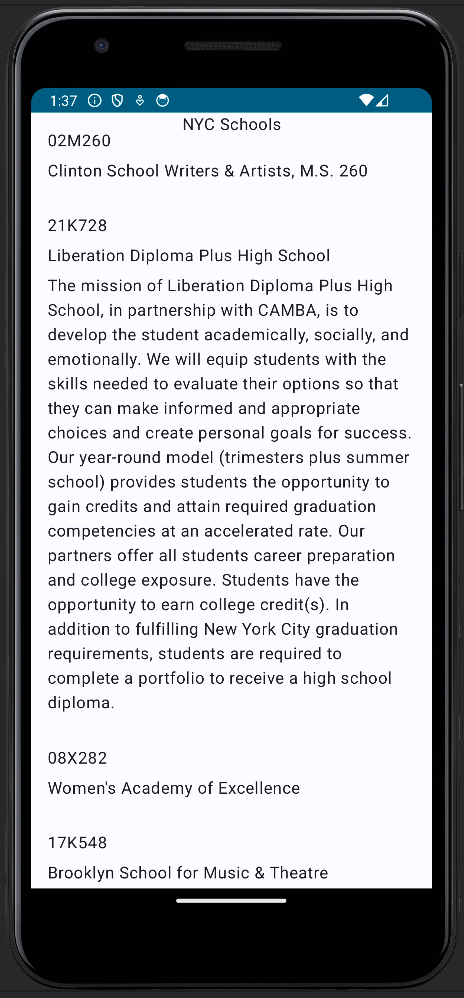 1:37
NYC Schools
02M260
Clinton School Writers & Artists, M.S. 260
21K728
Liberation Diploma Plus High School
The mission of Liberation Diploma Plus High
School, in partnership with CAMBA, is to
develop the student academically, socially, and
emotionally. We will equip students with the
skills needed to evaluate their options so that
they can make informed and appropriate
choices and create personal goals for success.
Our year-round model (trimesters plus summer
school) provides students the opportunity to
gain credits and attain required graduation
competencies at an accelerated rate. Our
partners offer all students career preparation
and college exposure. Students have the
opportunity to earn college credit(s). In
addition to fulfilling New York City graduation
requirements, students are required to
complete a portfolio to receive a high school
diploma.
08X282
Women's Academy of Excellence
17K548
Brooklyn School for Music & Theatre